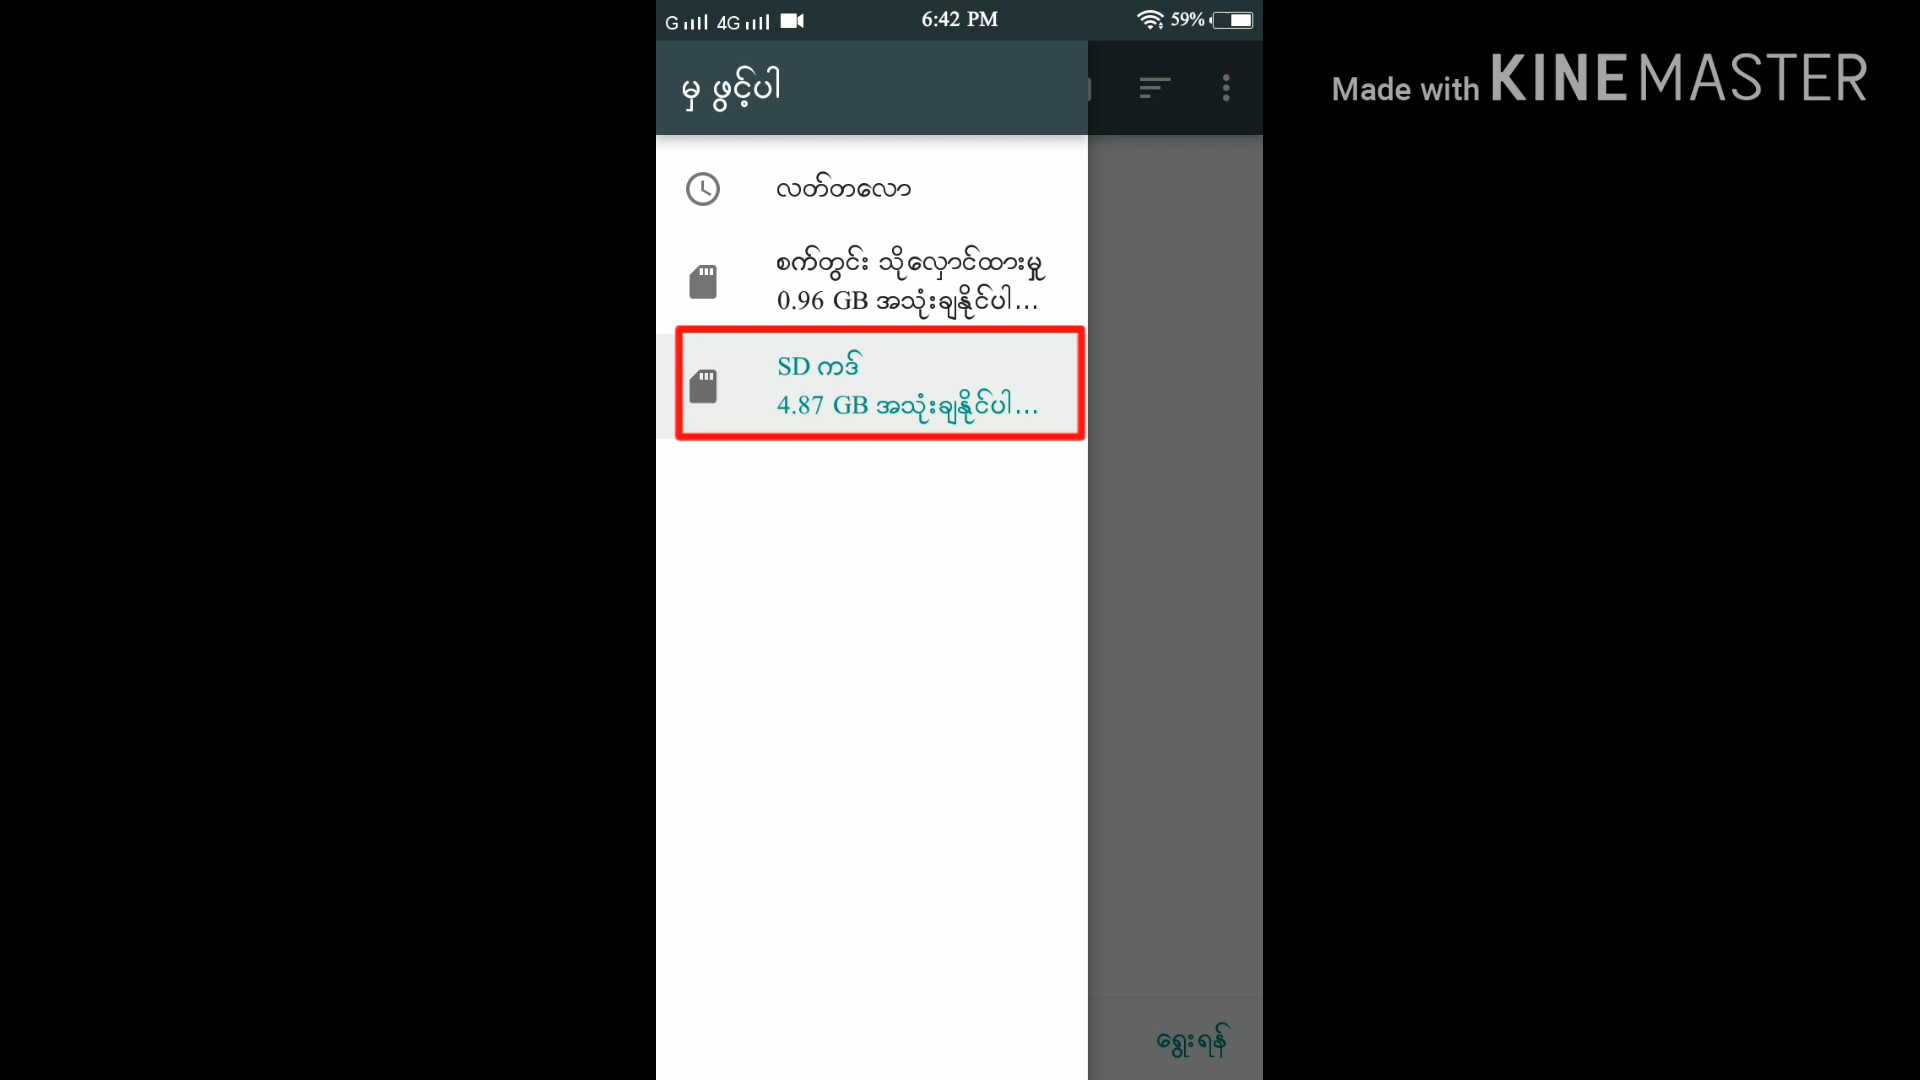 G 4G 6:42 PM 59%
Made with KINEMASTER
မှ ဖွင့်ပါ
လတ်တလော
စက်တွင်း သိုလှောင်ထားမှု
0.96 GB အသုံးချနိုင်ပါ...
SD ကဒ်
4.87 GB အသုံးချနိုင်ပါ...
ရွေးရန်